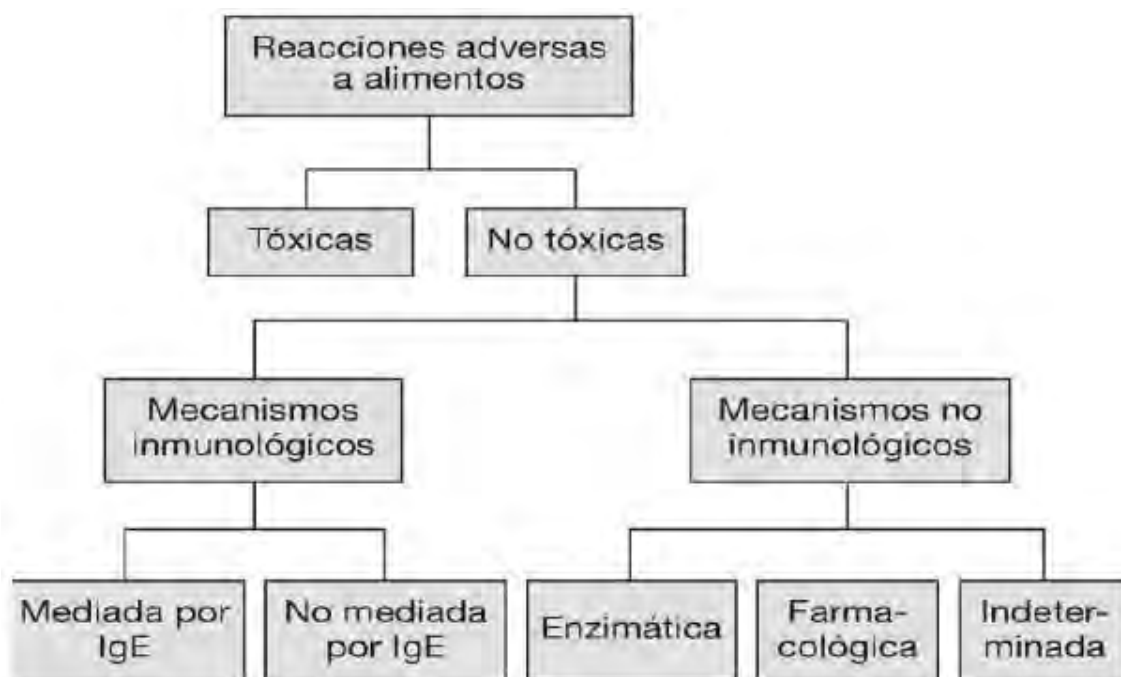 Reacciones adversas
a alimentos
Tóxicas
No tóxicas
Mecanismos
inmunológicos
Mecanismos no
inmunológicos
Mediada por
IgE
No mediada
por IgE
Enzimática
Farma-
cológica
Indeter-
minada